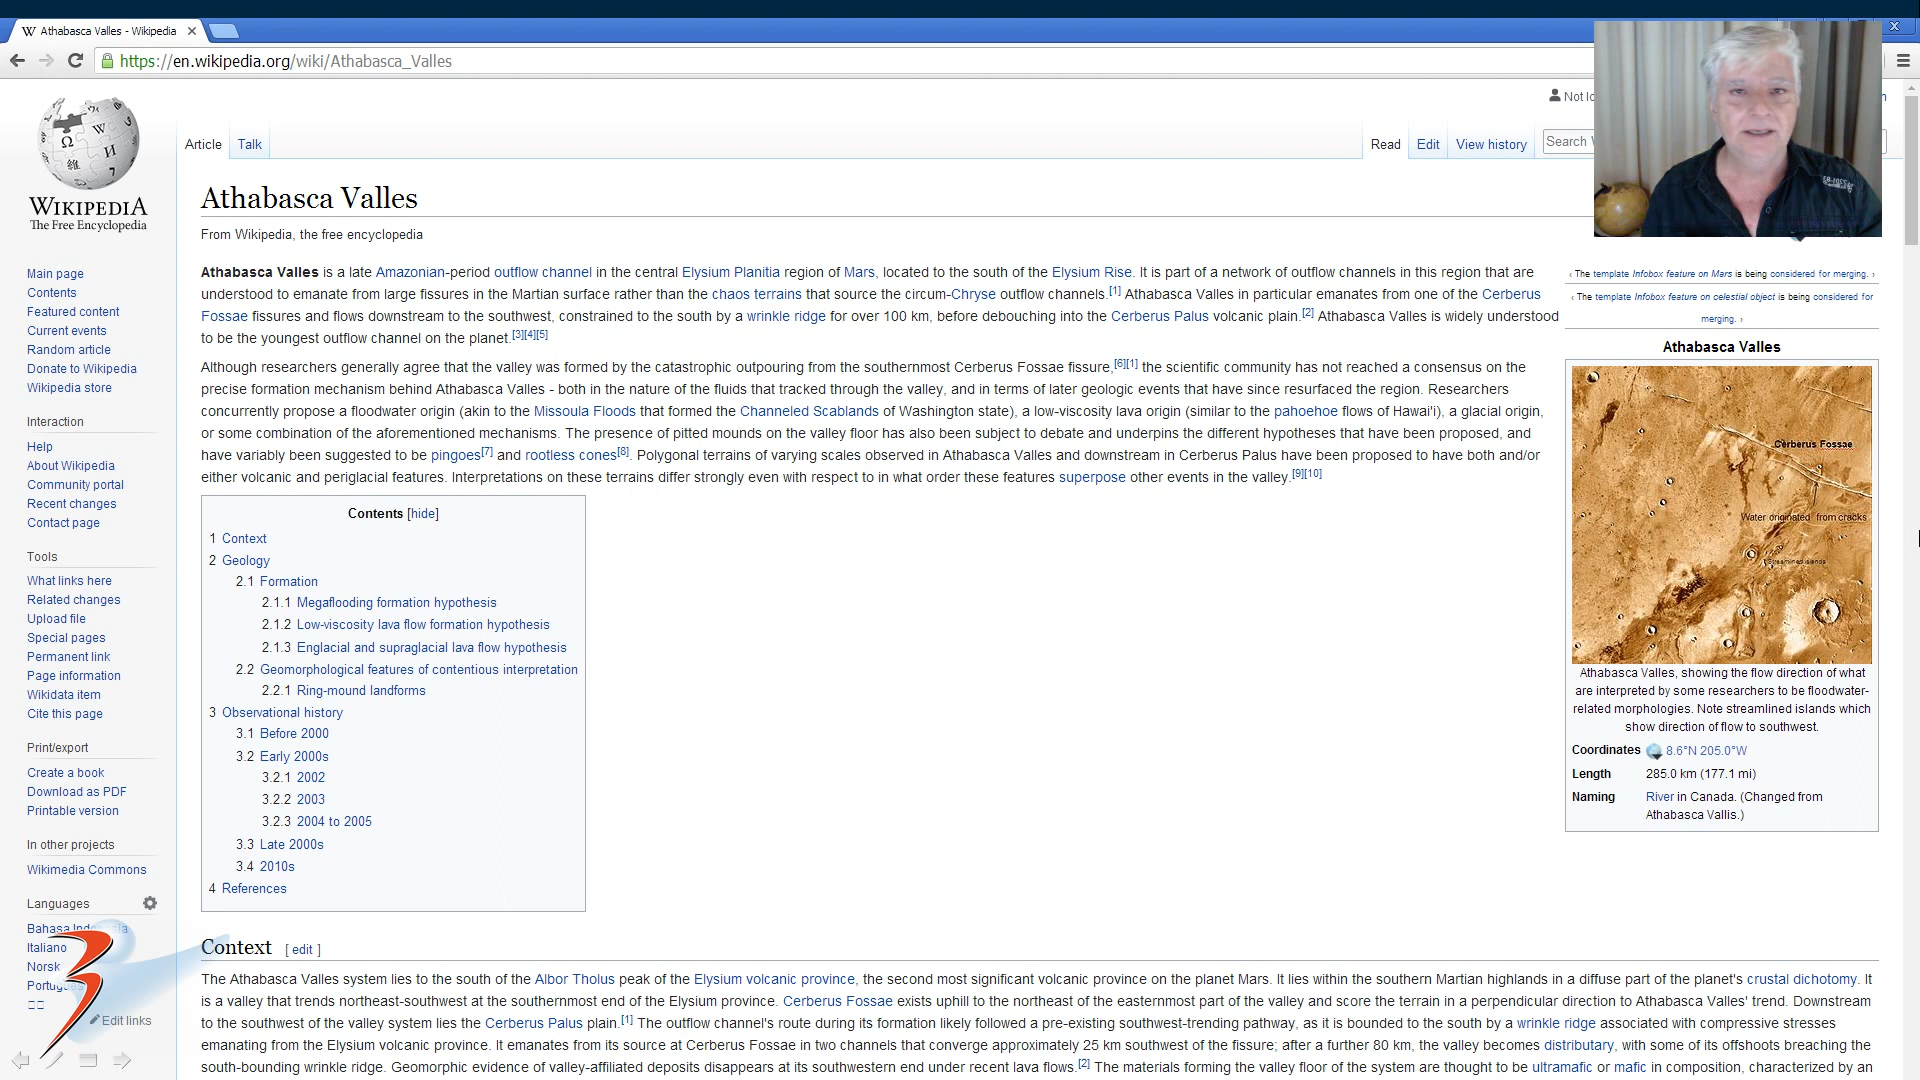 Athabasca Valles - Wikipedia
https://en.wikipedia.org/wiki/Athabasca_Valles
Not lo
Article Talk
Read Edit View history Search
WIKIPEDIA
The Free Encyclopedia
Main page
Contents
Featured content
Current events
Random article
Donate to Wikipedia
Wikipedia store
Interaction
Help
About Wikipedia
Community portal
Recent changes
Contact page
Tools
What links here
Related changes
Upload file
Special pages
Permanent link
Page information
Wikidata item
Cite this page
Print/export
Create a book
Download as PDF
Printable version
In other projects
Wikimedia Commons
Languages
Italiano
Norsk
Edit links
Athabasca Valles
From Wikipedia, the free encyclopedia
Athabasca Valles is a late Amazonian-period outflow channel in the central Elysium Planitia region of Mars, located to the south of the Elysium Rise. It is part of a network of outflow channels in this region that are
understood to emanate from large fissures in the Martian surface rather than the chaos terrains that source the circum-Chryse outflow channels.[1] Athabasca Valles in particular emanates from one of the Cerberus
Fossae fissures and flows downstream to the southwest, constrained to the south by a wrinkle ridge for over 100 km, before debouching into the Cerberus Palus volcanic plain.[2] Athabasca Valles is widely understood
to be the youngest outflow channel on the planet.[3][4][5]
Although researchers generally agree that the valley was formed by the catastrophic outpouring from the southernmost Cerberus Fossae fissure,[6][1] the scientific community has not reached a consensus on the
precise formation mechanism behind Athabasca Valles - both in the nature of the fluids that tracked through the valley, and in terms of later geologic events that have since resurfaced the region. Researchers
concurrently propose a floodwater origin (akin to the Missoula Floods that formed the Channeled Scablands of Washington state), a low-viscosity lava origin (similar to the pahoehoe flows of Hawai'i), a glacial origin,
or some combination of the aforementioned mechanisms. The presence of pitted mounds on the valley floor has also been subject to debate and underpins the different hypotheses that have been proposed, and
have variably been suggested to be pingoes[7] and rootless cones[8]. Polygonal terrains of varying scales observed in Athabasca Valles and downstream in Cerberus Palus have been proposed to have both and/or
either volcanic and periglacial features. Interpretations on these terrains differ strongly even with respect to in what order these features superpose other events in the valley.[9][10]
Contents [hide]
1 Context
2 Geology
2.1 Formation
2.1.1 Megaflooding formation hypothesis
2.1.2 Low-viscosity lava flow formation hypothesis
2.1.3 Englacial and supraglacial lava flow hypothesis
2.2 Geomorphological features of contentious interpretation
2.2.1 Ring-mound landforms
3 Observational history
3.1 Before 2000
3.2 Early 2000s
3.2.1 2002
3.2.2 2003
3.2.3 2004 to 2005
3.3 Late 2000s
3.4 2010s
4 References
‹ The template Infobox feature on Mars is being considered for merging. ›
‹ The template Infobox feature on celestial object is being considered for
merging. ›
Athabasca Valles
Cerberus Fossae
Water originated from cracks
Streamlined islands
Athabasca Valles, showing the flow direction of what
are interpreted by some researchers to be floodwater-
related morphologies. Note streamlined islands which
show direction of flow to southwest.
Coordinates 8.6°N 205.0°W
Length 285.0 km (177.1 mi)
Naming River in Canada. (Changed from
Athabasca Vallis.)
Context [ edit ]
The Athabasca Valles system lies to the south of the Albor Tholus peak of the Elysium volcanic province, the second most significant volcanic province on the planet Mars. It lies within the southern Martian highlands in a diffuse part of the planet's crustal dichotomy. It
is a valley that trends northeast-southwest at the southernmost end of the Elysium province. Cerberus Fossae exists uphill to the northeast of the easternmost part of the valley and score the terrain in a perpendicular direction to Athabasca Valles' trend. Downstream
to the southwest of the valley system lies the Cerberus Palus plain.[1] The outflow channel's route during its formation likely followed a pre-existing southwest-trending pathway, as it is bounded to the south by a wrinkle ridge associated with compressive stresses
emanating from the Elysium volcanic province. It emanates from its source at Cerberus Fossae in two channels that converge approximately 25 km southwest of the fissure; after a further 80 km, the valley becomes distributary, with some of its offshoots breaching the
south-bounding wrinkle ridge. Geomorphic evidence of valley-affiliated deposits disappears at its southwestern end under recent lava flows.[2] The materials forming the valley floor of the system are thought to be ultramafic or mafic in composition, characterized by an